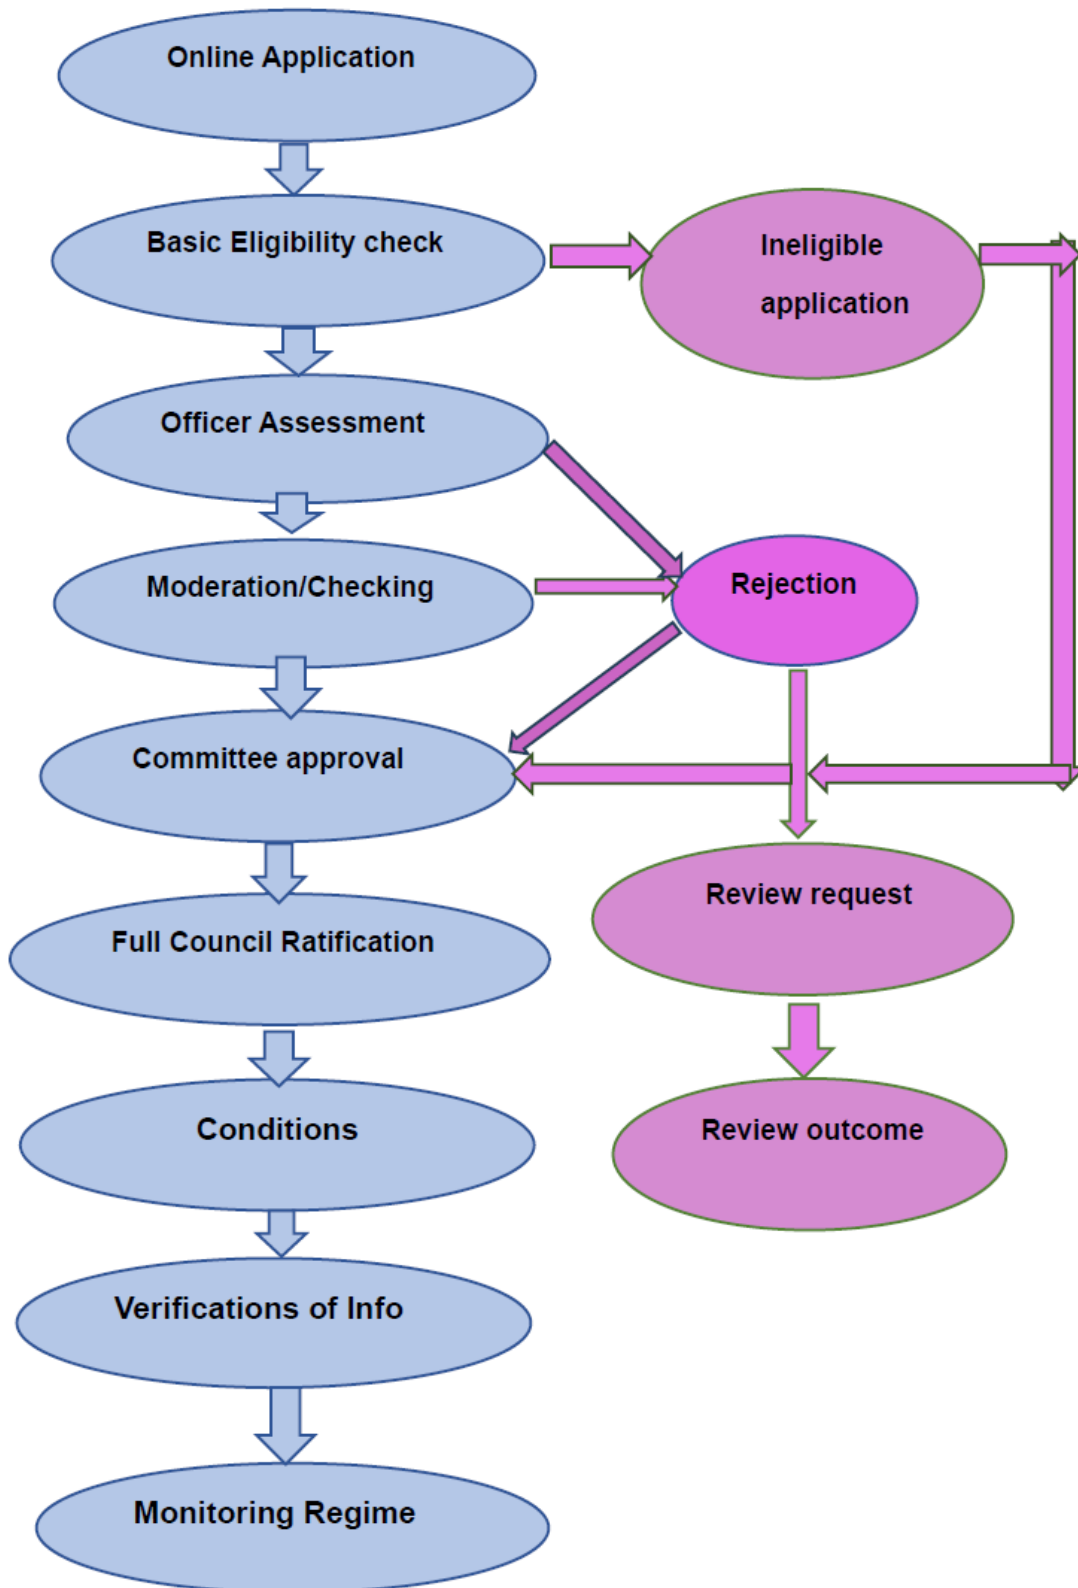 Online Application
Basic Eligibility check
Ineligible
application
Officer Assessment
Moderation/Checking
Rejection
Committee approval
Review request
Full Council Ratification
Conditions
Review outcome
Verifications of Info
Monitoring Regime